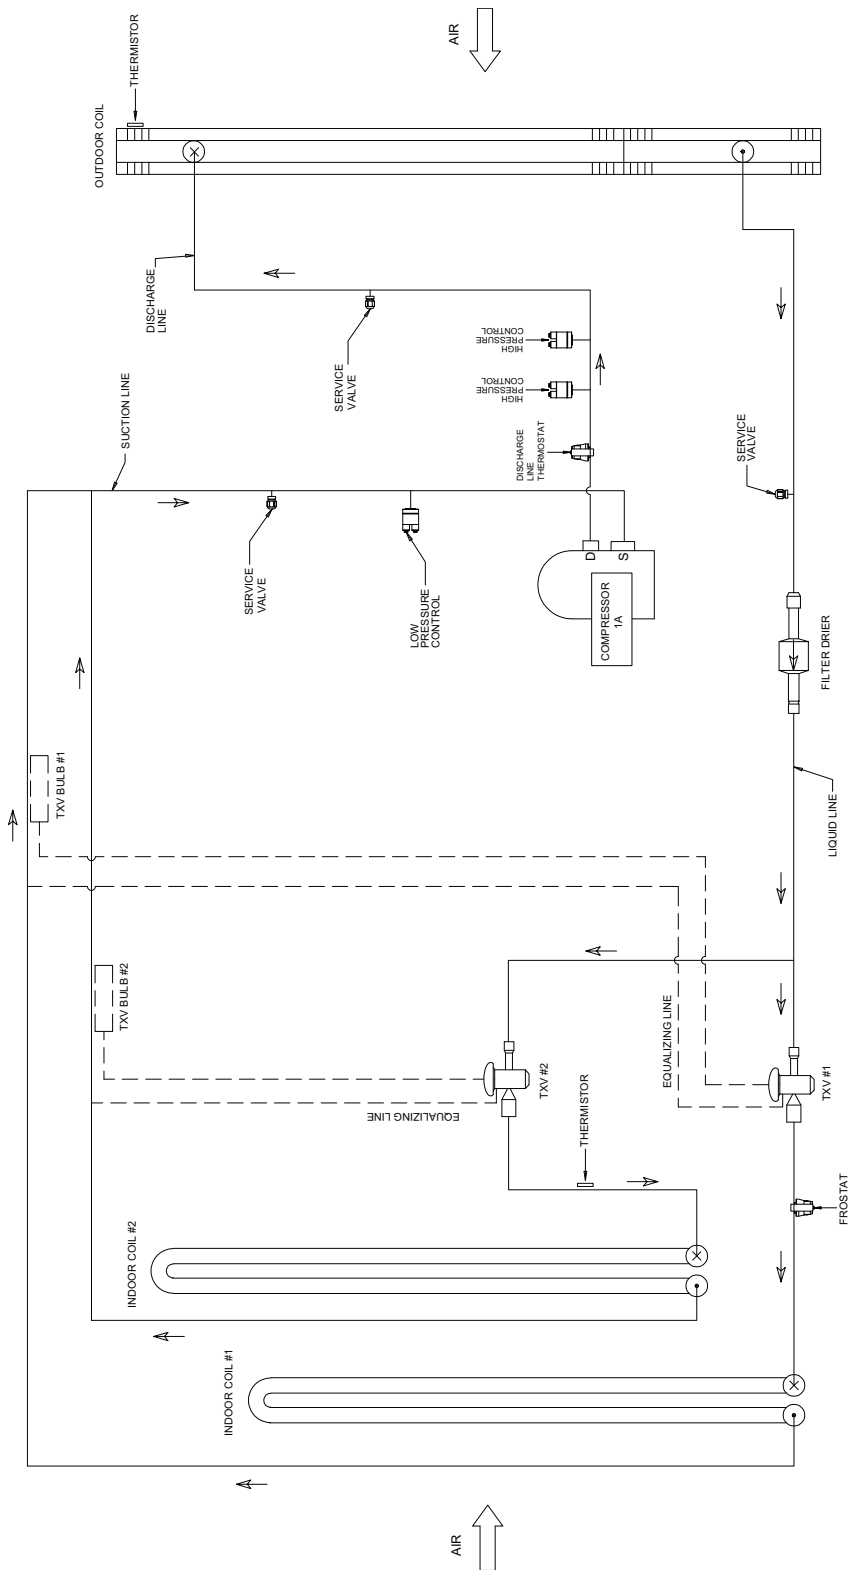 AIR
THERMISTOR
OUTDOOR COIL
DISCHARGE
LINE
SERVICE
VALVE
HIGH
PRESSURE
CONTROL
HIGH
PRESSURE
CONTROL
SUCTION LINE
DISCHARGE
LINE
THERMOSTAT
SERVICE
VALVE
SERVICE
VALVE
LOW
PRESSURE
CONTROL
D
S
COMPRESSOR
1A
FILTER DRIER
TXV BULB #1
LIQUID LINE
TXV BULB #2
EQUALIZING LINE
TXV #2
TXV #1
EQUALIZING LINE
THERMISTOR
FROSTAT
INDOOR COIL #2
INDOOR COIL #1
AIR